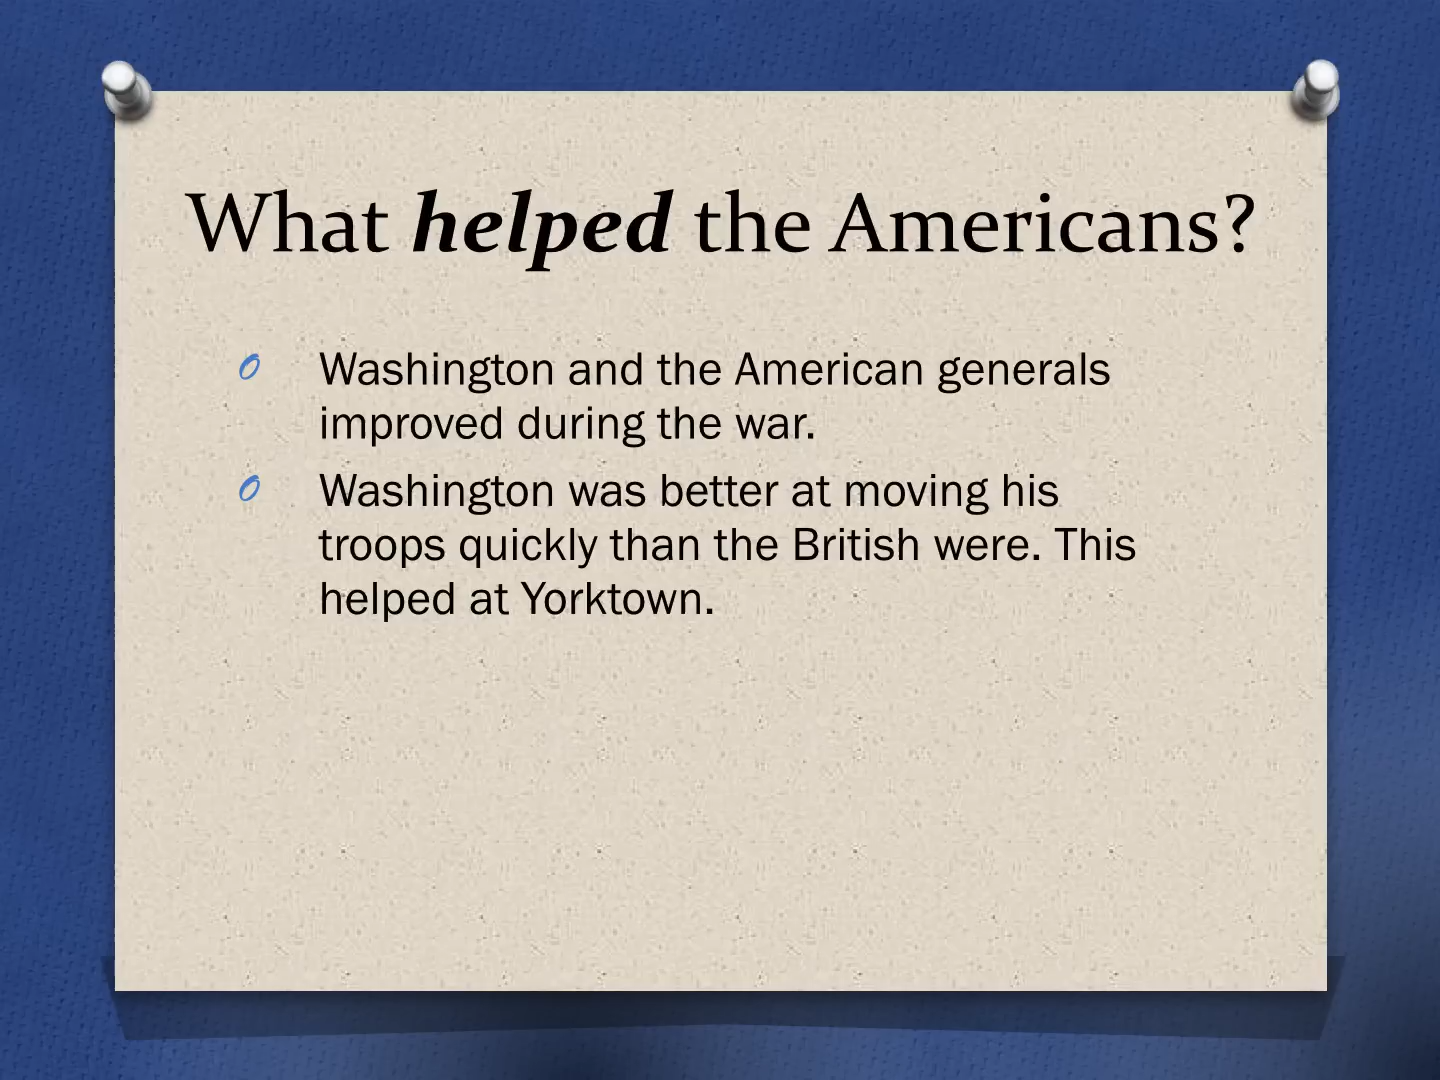 What helped the Americans?
Washington and the American generals
improved during the war.
Washington was better at moving his
troops quickly than the British were. This
helped at Yorktown.